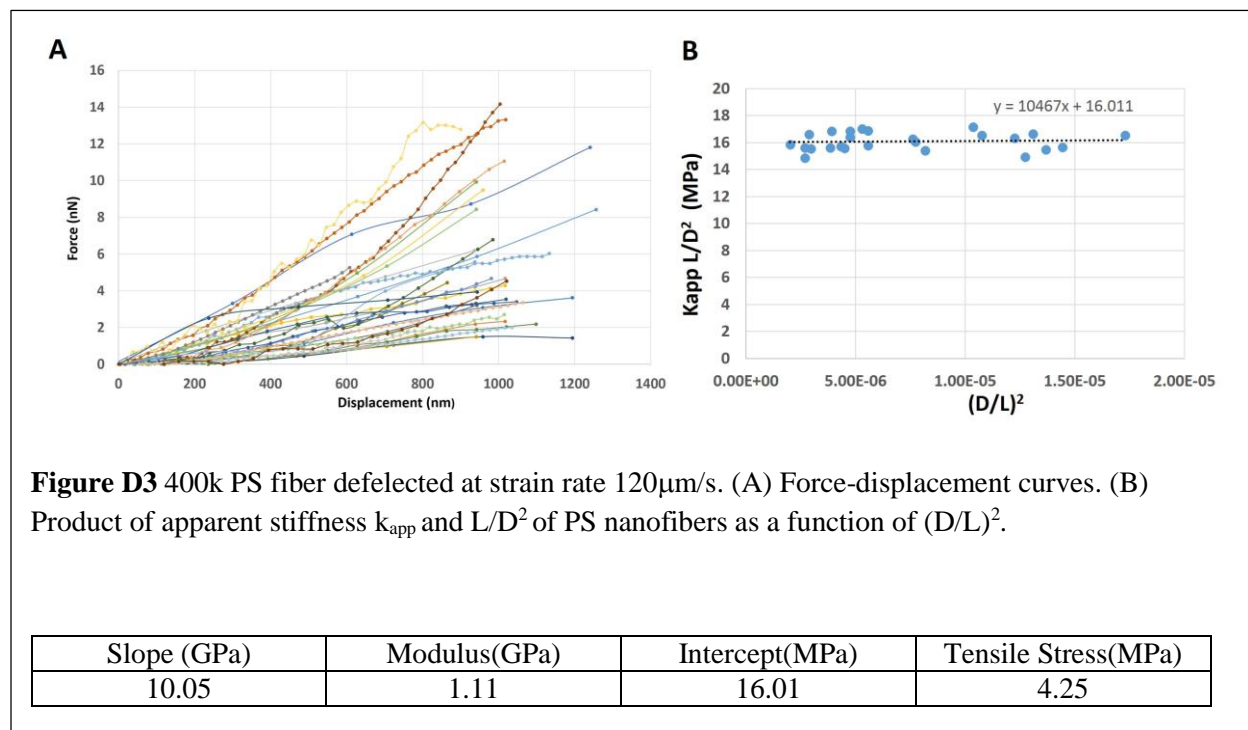 A
Force (nN)
16
14
12
10
8
6
4
2
0
0 200 400 600 800 1000 1200 1400
Displacement (nm)
B
Kapp L/D² (MPa)
20
18
16
14
12
10
8
6
4
2
0
y = 10467x + 16.011
0.00E+00 5.00E-06 1.00E-05 1.50E-05 2.00E-05
(D/L)²
Figure D3 400k PS fiber defelected at strain rate 120μm/s. (A) Force-displacement curves. (B)
Product of apparent stiffness kapp and L/D² of PS nanofibers as a function of (D/L)².
Slope (GPa) Modulus(GPa) Intercept(MPa) Tensile Stress(MPa)
10.05 1.11 16.01 4.25